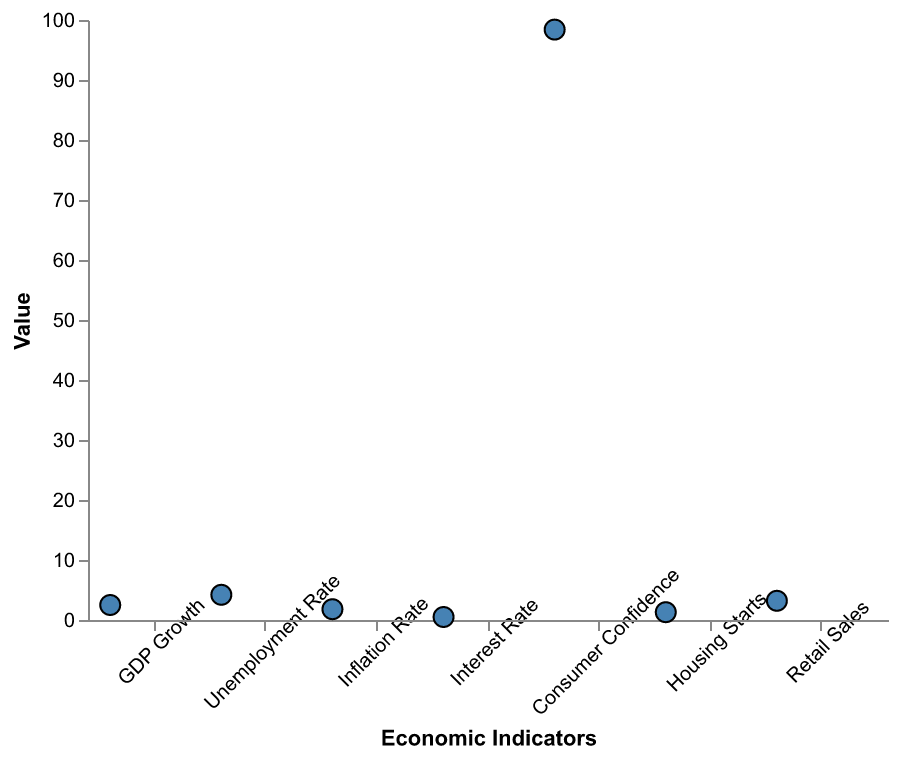 100
90
80
70
60
50
40
30
20
10
0
Value
GDP Growth
Unemployment Rate
Inflation Rate
Interest Rate
Consumer Confidence
Housing Starts
Retail Sales
Economic Indicators